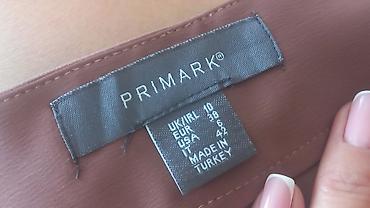 PRIMARK®
UK/IRL 10
EUR 38
USA 6
IT 42
MADE IN
TURKEY